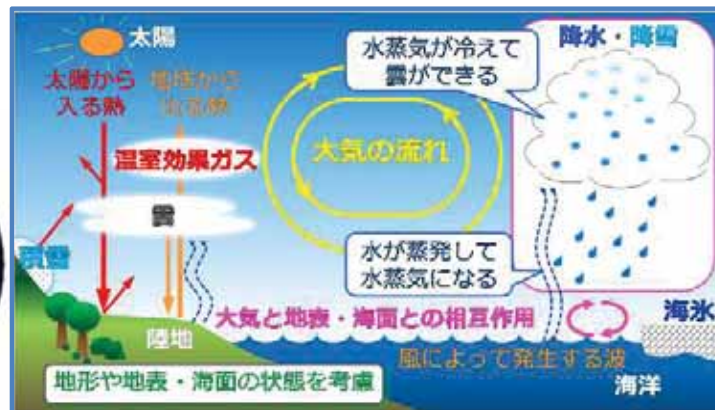 太陽
太陽から
入る熱
地球から
出る熱
温室効果ガス
雲
積雪
陸地
大気の流れ
水蒸気が冷えて
雲ができる
降水・降雪
水が蒸発して
水蒸気になる
大気と地表・海面との相互作用
海氷
風によって発生する波
海洋
地形や地表・海面の状態を考慮